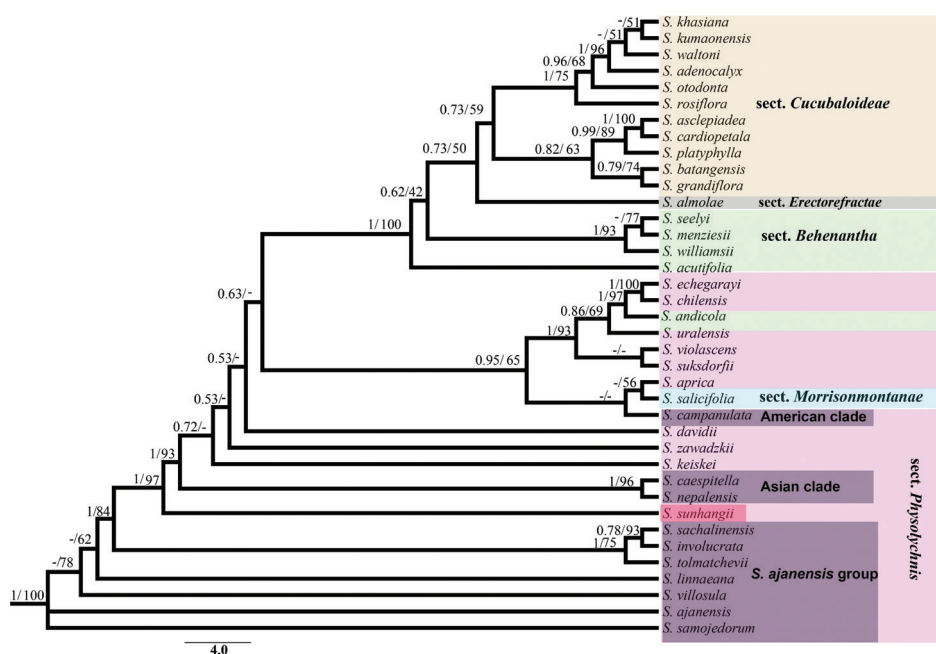 -/51
S. khasiana
-/51
S. kumaonensis
1/96
S. waltoni
0.96/68
S. adenocalyx
1/75
S. otodonta
S. rosiflora
sect. Cucubaloideae
0.73/59
1/100
S. asclepiadea
0.99/89
S. cardiopetala
0.73/50
0.82/ 63
S. platyphylla
0.79/74
S. batangensis
S. grandiflora
0.62/42
S. almolae
sect. Erectorefractae
-/77
S. seelyi
1/ 100
1/93
S. menziesii
sect. Behenantha
S. williamsii
S. acutifolia
1/100
S. echegarayi
0.63/-
1/97
S. chilensis
0.86/69
S. andicola
1/93
S. uralensis
-/-
S. violascens
0.53/-
0.95/ 65
S. suksdorfii
-/56
S. aprica
0.53/-
-/-
S. salicifolia
sect. Morrisonmontanae
S. campanulata
American clade
0.72/-
S. davidii
1/93
S. zawadzkii
S. keiskei
1/97
1/96
S. caespitella
Asian clade
S. nepalensis
sect. Physolychnis
1/84
S. sunhangii
0.78/93
S. sachalinensis
-/62
1/75
S. involucrata
-/78
S. tolmatchevii
S. ajanensis group
S. linnaeana
1/ 100
S. villosula
S. ajanensis
S. samojedorum
4.0